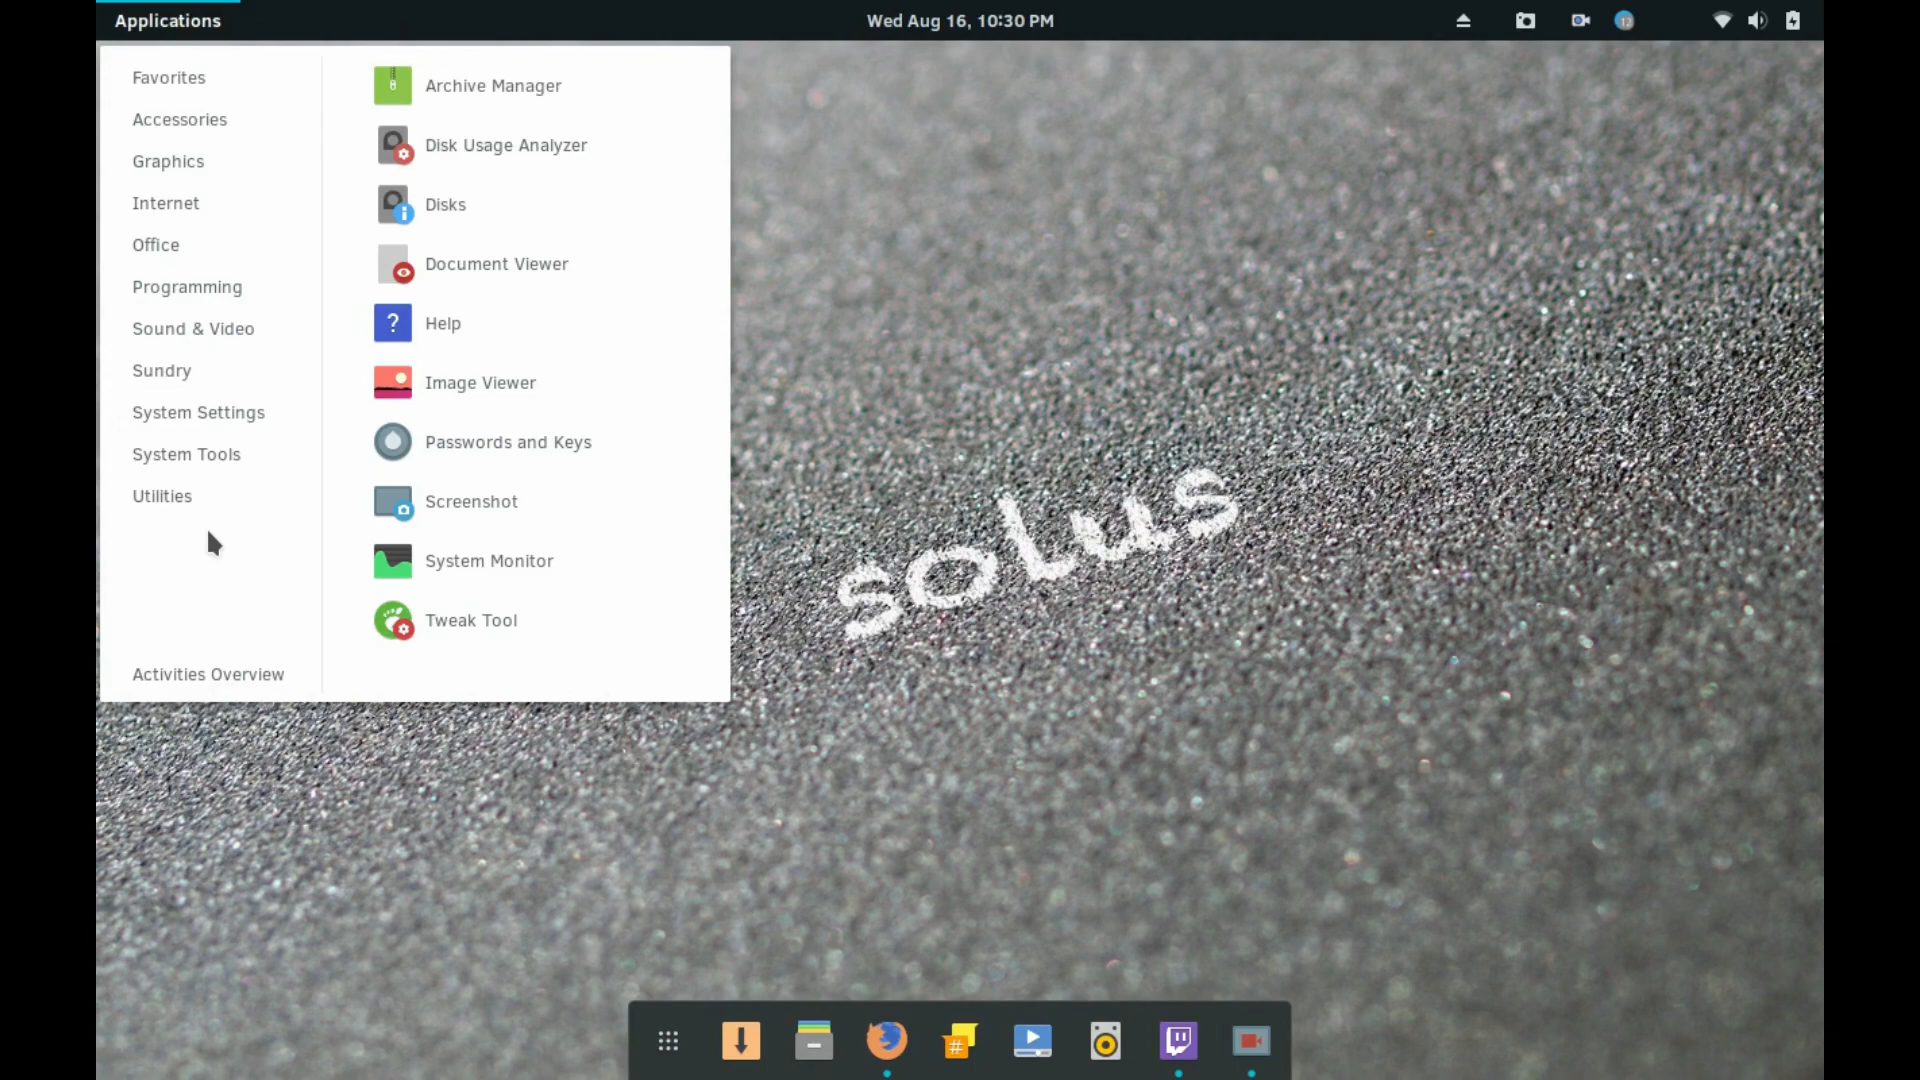 Applications
Wed Aug 16, 10:30 PM
12
Favorites
Accessories
Graphics
Internet
Office
Programming
Sound & Video
Sundry
System Settings
System Tools
Utilities
Activities Overview
Archive Manager
Disk Usage Analyzer
Disks
Document Viewer
? Help
Image Viewer
Passwords and Keys
Screenshot
System Monitor
Tweak Tool
solus
#